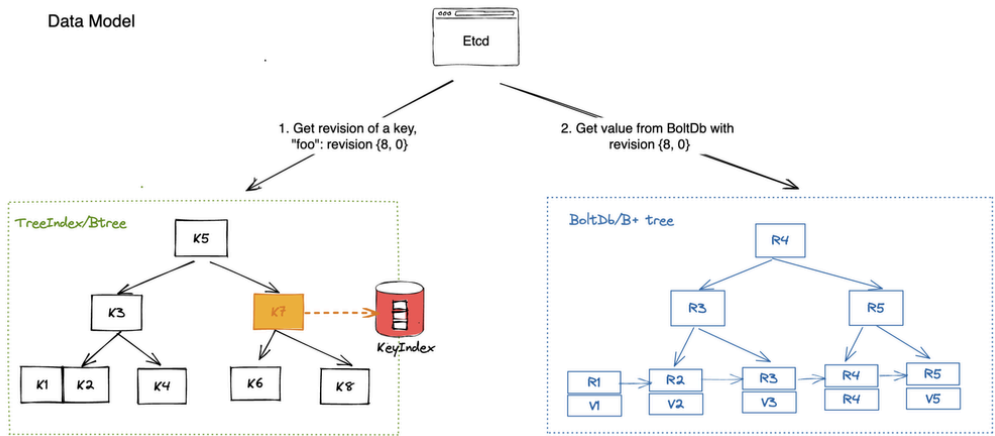 Data Model
Etcd
1. Get revision of a key,
"foo": revision {8, 0}
2. Get value from BoltDb with
revision {8, 0}
TreeIndex/Btree
K5
K3
K7
KeyIndex
K1
K2
K4
K6
K8
BoltDb/B+ tree
R4
R3
R5
R1
R2
R3
R4
R5
V1
V2
V3
R4
V5